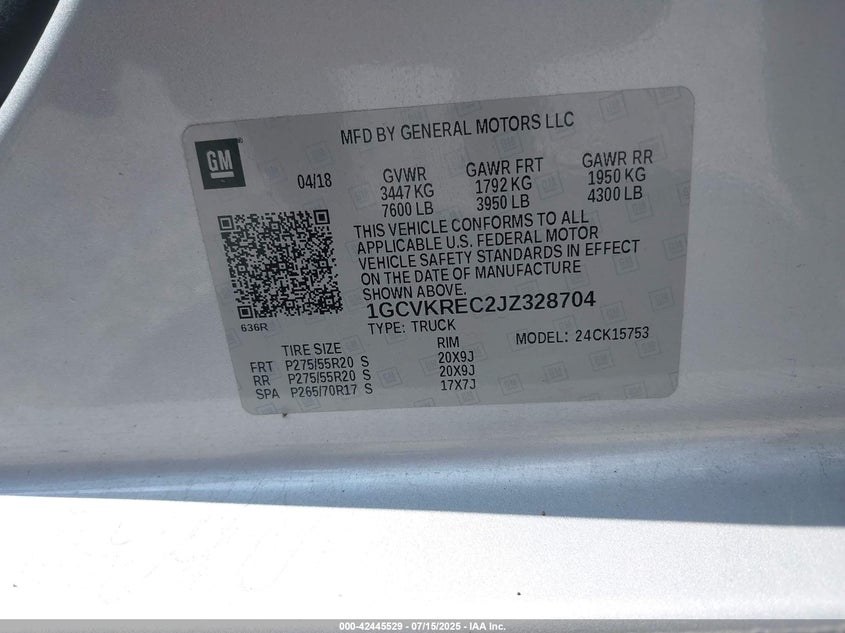 MFD BY GENERAL MOTORS LLC
GM
04/18
GVWR GAWR FRT GAWR RR
3447 KG 1792 KG 1950 KG
7600 LB 3950 LB 4300 LB
THIS VEHICLE CONFORMS TO ALL
APPLICABLE U.S. FEDERAL MOTOR
VEHICLE SAFETY STANDARDS IN EFFECT
ON THE DATE OF MANUFACTURE
SHOWN ABOVE.
1GCVKREC2JZ328704
636R
TYPE: TRUCK
MODEL: 24CK15753
TIRE SIZE RIM
FRT P275/55R20 S 20X9J
RR P275/55R20 S 20X9J
SPA P265/70R17 S 17X7J
000-42445529 - 07/15/2025 - IAA Inc.